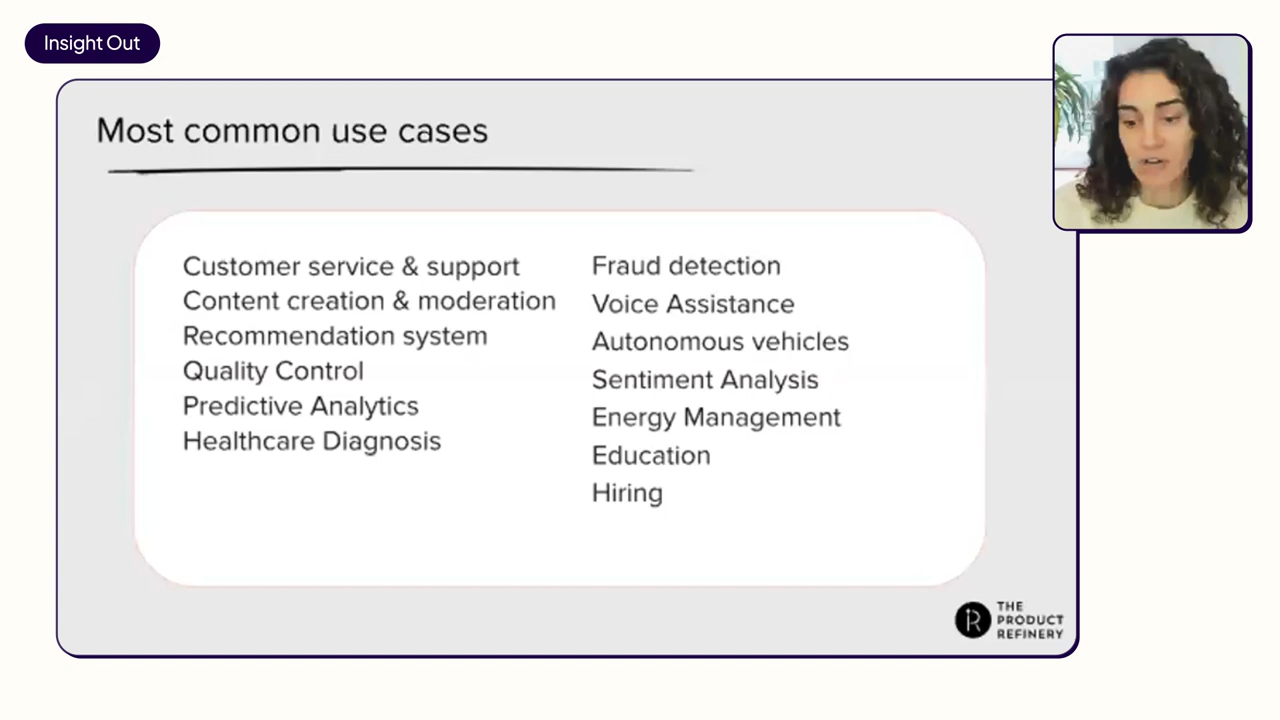 Insight Out
Most common use cases
Customer service & support
Content creation & moderation
Recommendation system
Quality Control
Predictive Analytics
Healthcare Diagnosis
Fraud detection
Voice Assistance
Autonomous vehicles
Sentiment Analysis
Energy Management
Education
Hiring
THE
PRODUCT
REFINERY